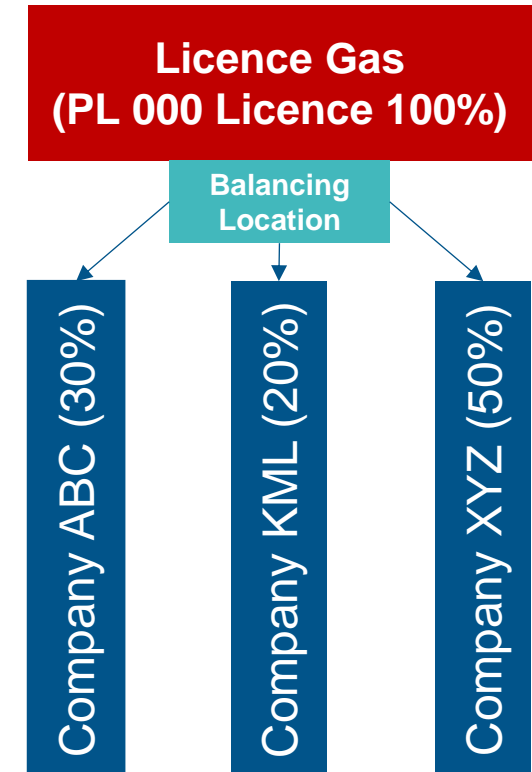 Licence Gas
(PL 000 Licence 100%)
Balancing
Location
Company ABC (30%)
Company KML (20%)
Company XYZ (50%)